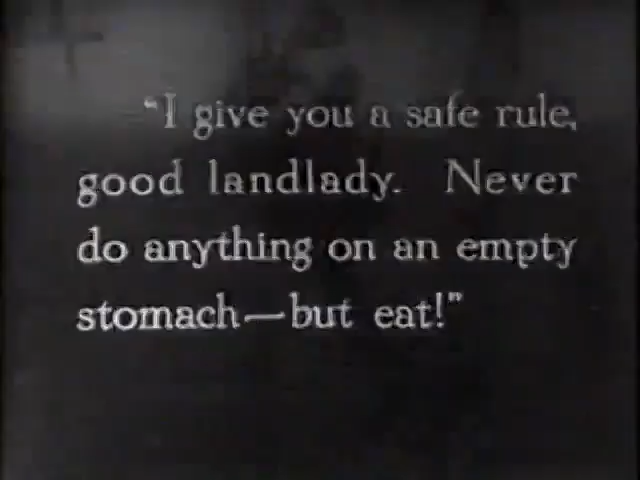 "I give you a safe rule,
good landlady. Never
do anything on an empty
stomach—but eat!"